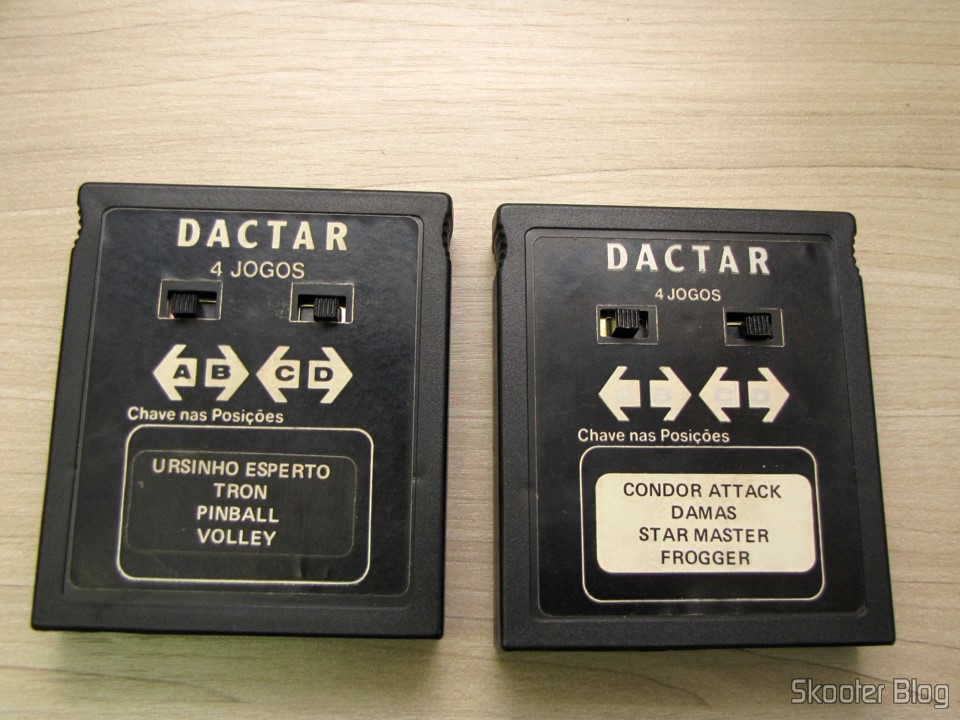 DACTAR
4 JOGOS
A B C D
Chave nas Posições
URSINHO ESPERTO
TRON
PINBALL
VOLLEY
DACTAR
4 JOGOS
A B C D
Chave nas Posições
CONDOR ATTACK
DAMAS
STAR MASTER
FROGGER
Skooter Blog